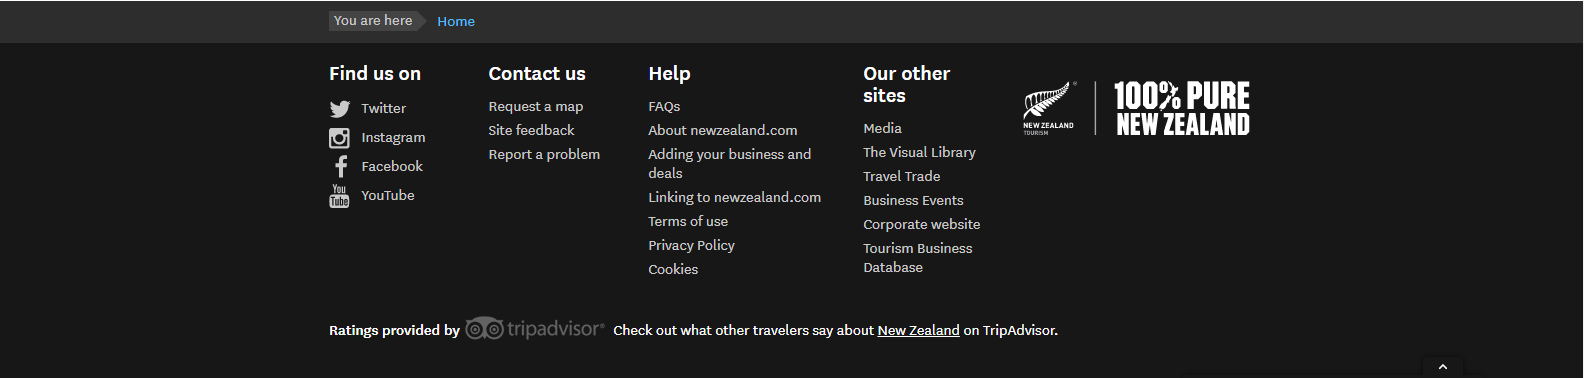 You are here Home
Find us on
Twitter
Instagram
Facebook
You
Tube YouTube
Contact us
Request a map
Site feedback
Report a problem
Help
FAQs
About newzealand.com
Adding your business and
deals
Linking to newzealand.com
Terms of use
Privacy Policy
Cookies
Our other
sites
Media
The Visual Library
Travel Trade
Business Events
Corporate website
Tourism Business
Database
NEW ZEALAND
TOURISM
100% PURE
NEW ZEALAND
Ratings provided by tripadvisor® Check out what other travelers say about New Zealand on TripAdvisor.